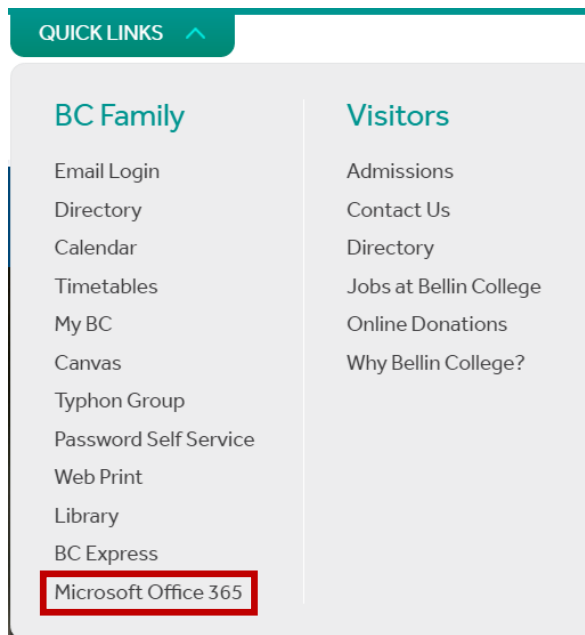 QUICK LINKS
BC Family
Email Login
Directory
Calendar
Timetables
My BC
Canvas
Typhon Group
Password Self Service
Web Print
Library
BC Express
Microsoft Office 365
Visitors
Admissions
Contact Us
Directory
Jobs at Bellin College
Online Donations
Why Bellin College?